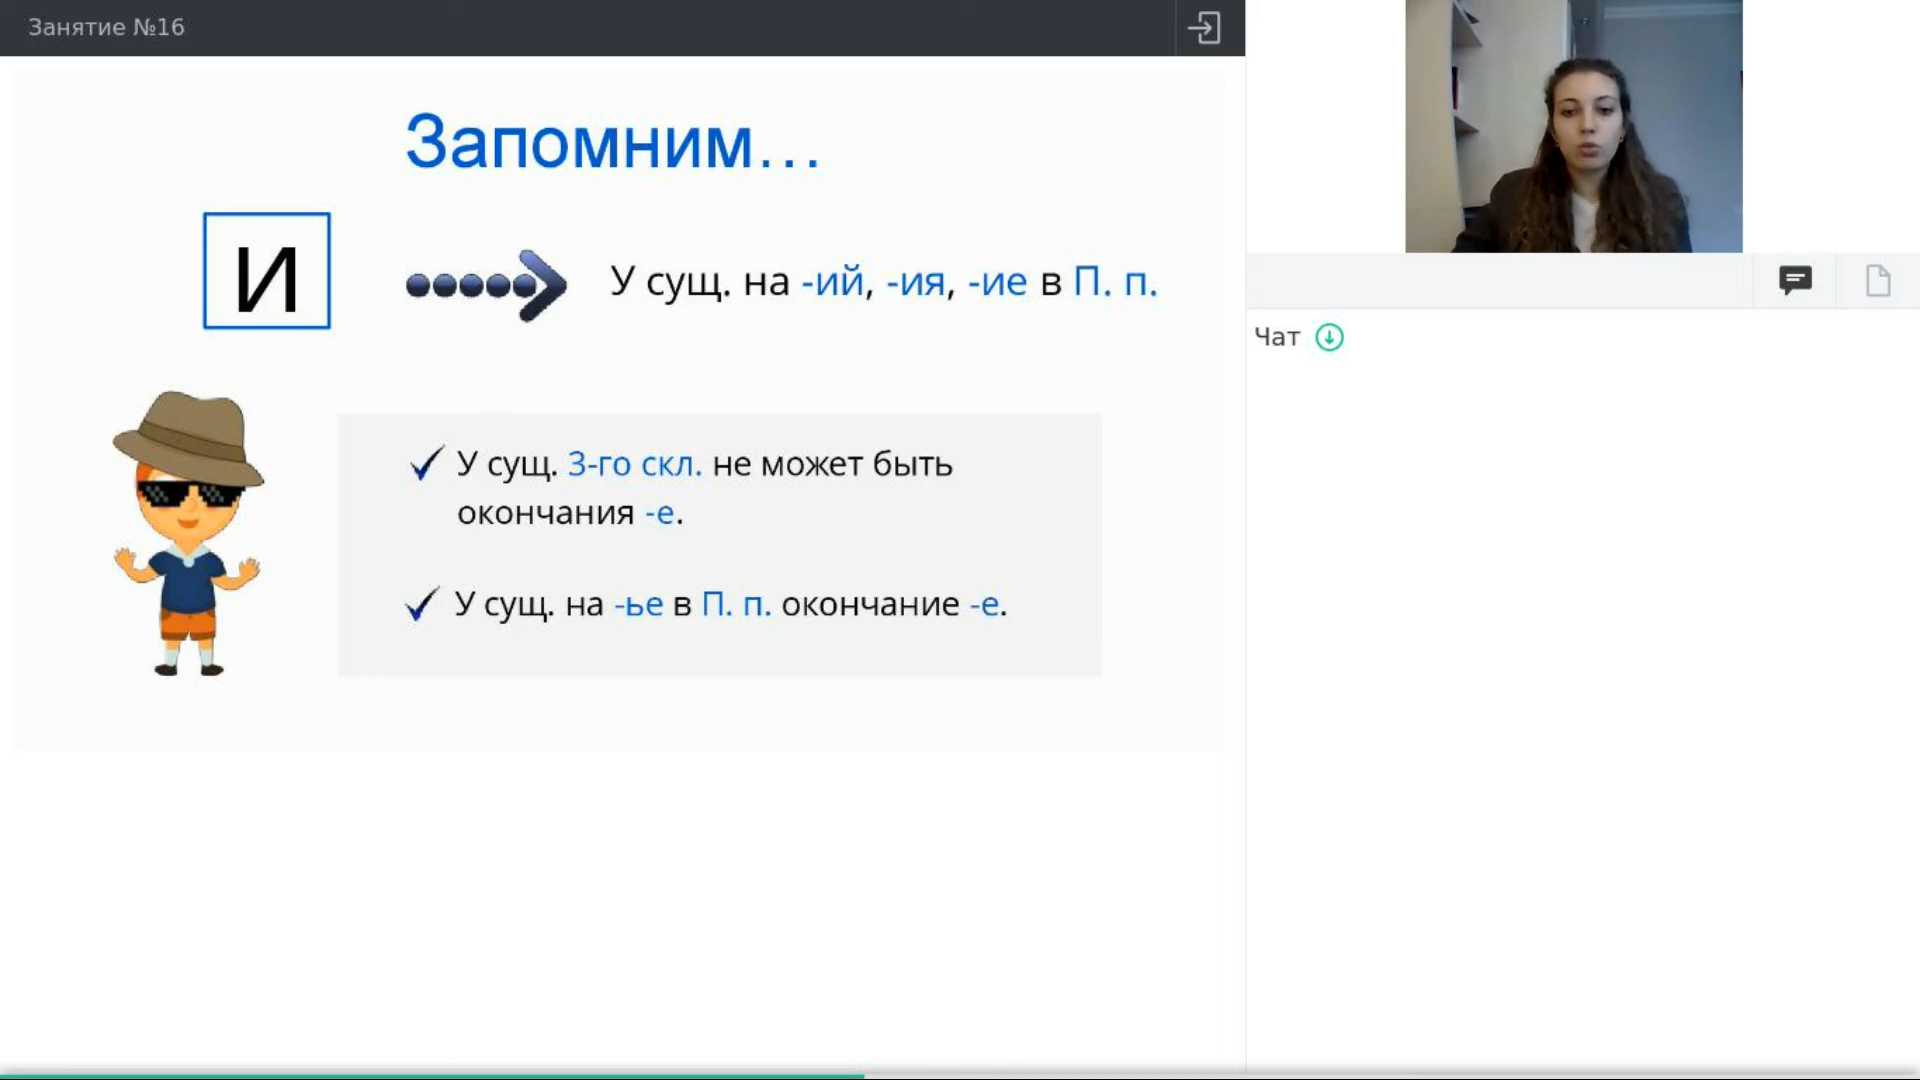 Занятие №16
Запомним...
И
У сущ. на -ий, -ия, -ие в П. п.
У сущ. 3-го скл. не может быть
окончания -е.
У сущ. на -ье в П. п. окончание -е.
Чат